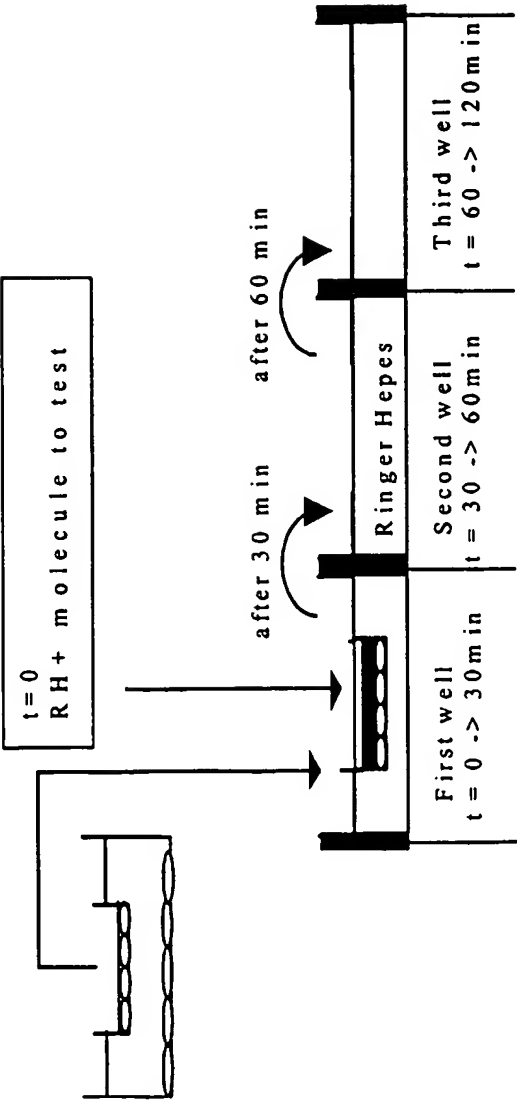 t=0
RH+ molecule to test
after 30 min
after 60 min
Ringer Hepes
First well
t = 0 -> 30min
Second well
t = 30 -> 60min
Third well
t = 60 -> 120min